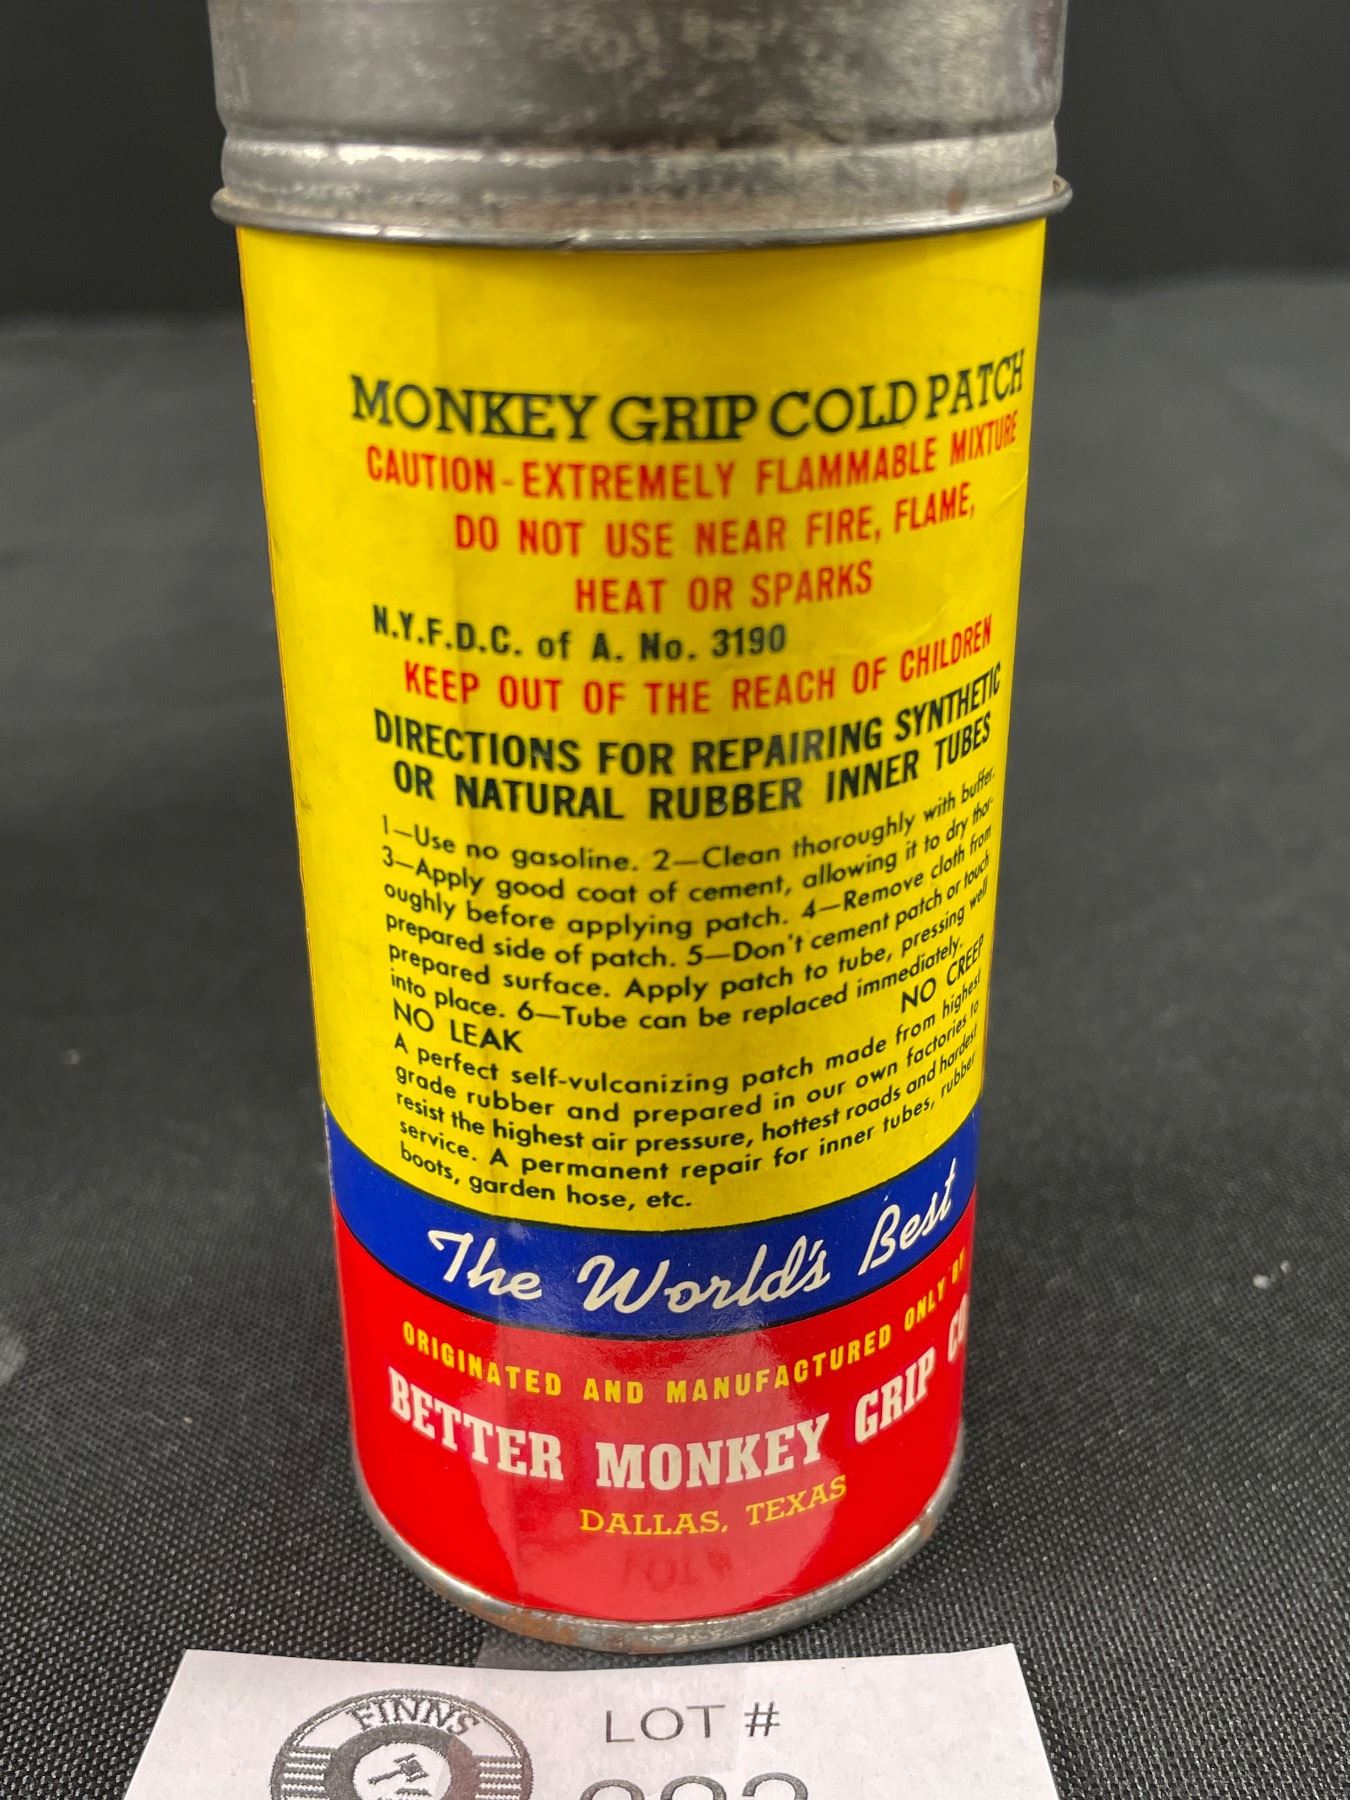 MONKEY GRIP COLD PATCH
CAUTION-EXTREMELY FLAMMABLE MIXTURE
DO NOT USE NEAR FIRE, FLAME,
HEAT OR SPARKS
N.Y.F.D.C. of A. No. 3190
KEEP OUT OF THE REACH OF CHILDREN
DIRECTIONS FOR REPAIRING SYNTHETIC
OR NATURAL RUBBER INNER TUBES
1—Use no gasoline. 2—Clean thoroughly with buffer.
3—Apply good coat of cement, allowing it to dry thor-
oughly before applying patch. 4—Remove cloth from
prepared side of patch. 5—Don't cement patch or touch
prepared surface. Apply patch to tube, pressing well
into place. 6—Tube can be replaced immediately.
NO LEAK NO CREEP
A perfect self-vulcanizing patch made from highest
grade rubber and prepared in our own factories to
resist the highest air pressure, hottest roads and hardest
service. A permanent repair for inner tubes, rubber
boots, garden hose, etc.
The World's Best
ORIGINATED AND MANUFACTURED ONLY BY
BETTER MONKEY GRIP CO
DALLAS, TEXAS
FINNS
LOT #